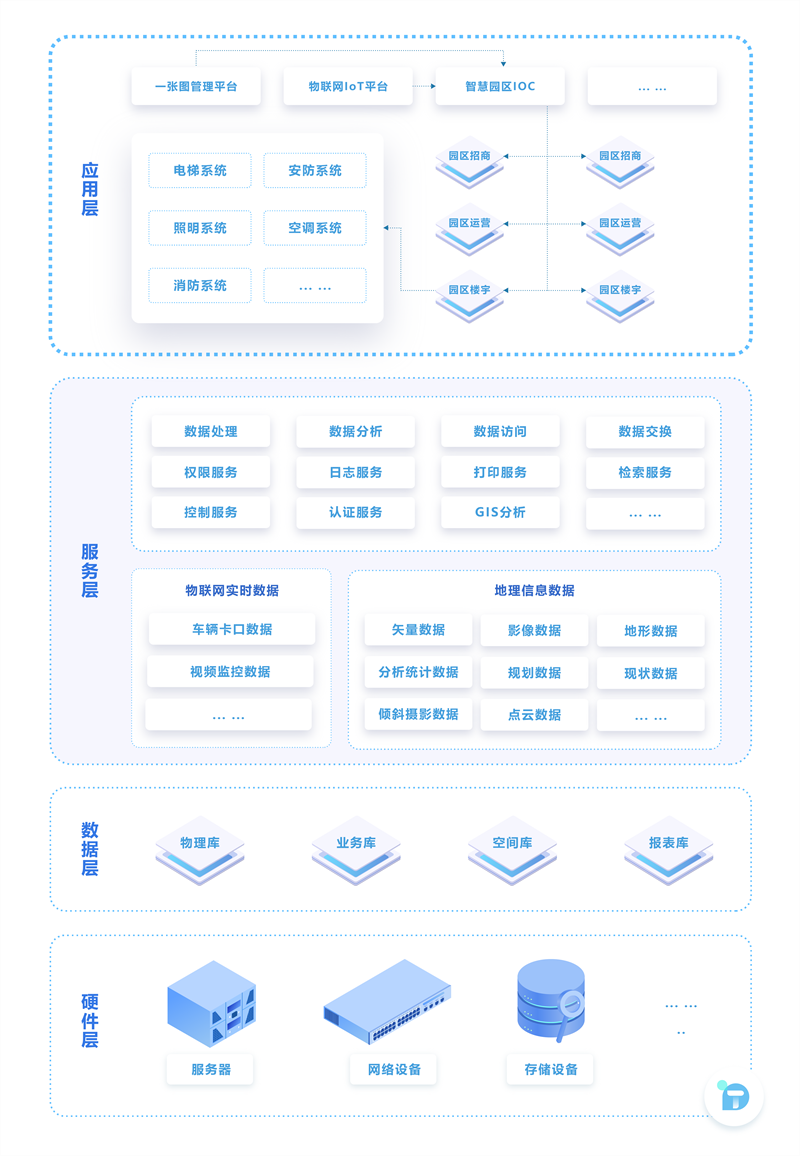 应用层
一张图管理平台
物联网IoT平台
智慧园区IOC
... ...
电梯系统
安防系统
照明系统
空调系统
消防系统
... ...
园区招商
园区招商
园区运营
园区运营
园区楼宇
园区楼宇
服务层
数据处理
数据分析
数据访问
数据交换
权限服务
日志服务
打印服务
检索服务
控制服务
认证服务
GIS分析
... ...
物联网实时数据
车辆卡口数据
视频监控数据
... ...
地理信息数据
矢量数据
影像数据
地形数据
分析统计数据
规划数据
现状数据
倾斜摄影数据
点云数据
... ...
数据层
物理库
业务库
空间库
报表库
硬件层
服务器
网络设备
存储设备
... ...
..